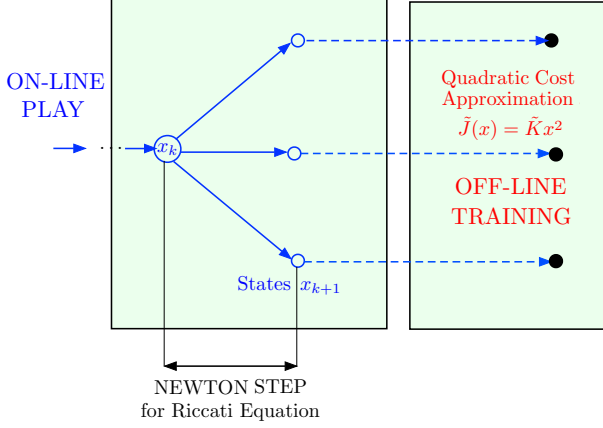 ON-LINE
PLAY
· · ·
x_k
States x_{k+1}
Quadratic Cost
Approximation
J̃(x) = K̃x²
OFF-LINE
TRAINING
NEWTON STEP
for Riccati Equation